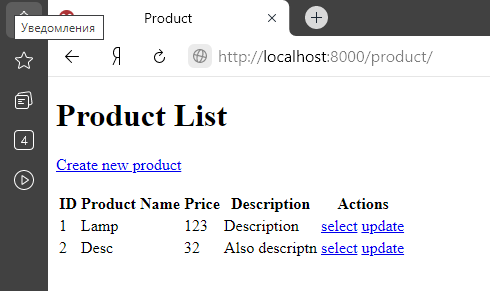 Product
Уведомления
http://localhost:8000/product/
4
Product List
Create new product
ID Product Name Price Description Actions
1 Lamp 123 Description select update
2 Desc 32 Also descriptn select update